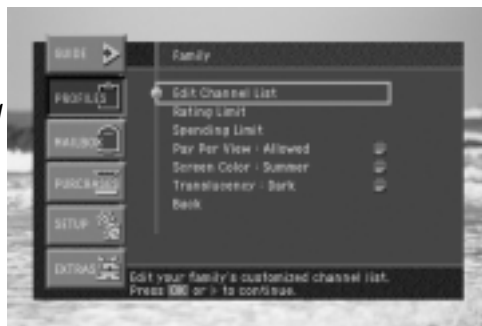 GUIDE
Family
PROFILES
Edit Channel List
Rating Limit
Spending Limit
MAILBOX
Pay Per View : Allowed
Screen Color : Summer
PURCHASES
Translucency : Dark
Back
SETUP
EXTRAS
Edit your family's customized channel list.
Press OK or > to continue.